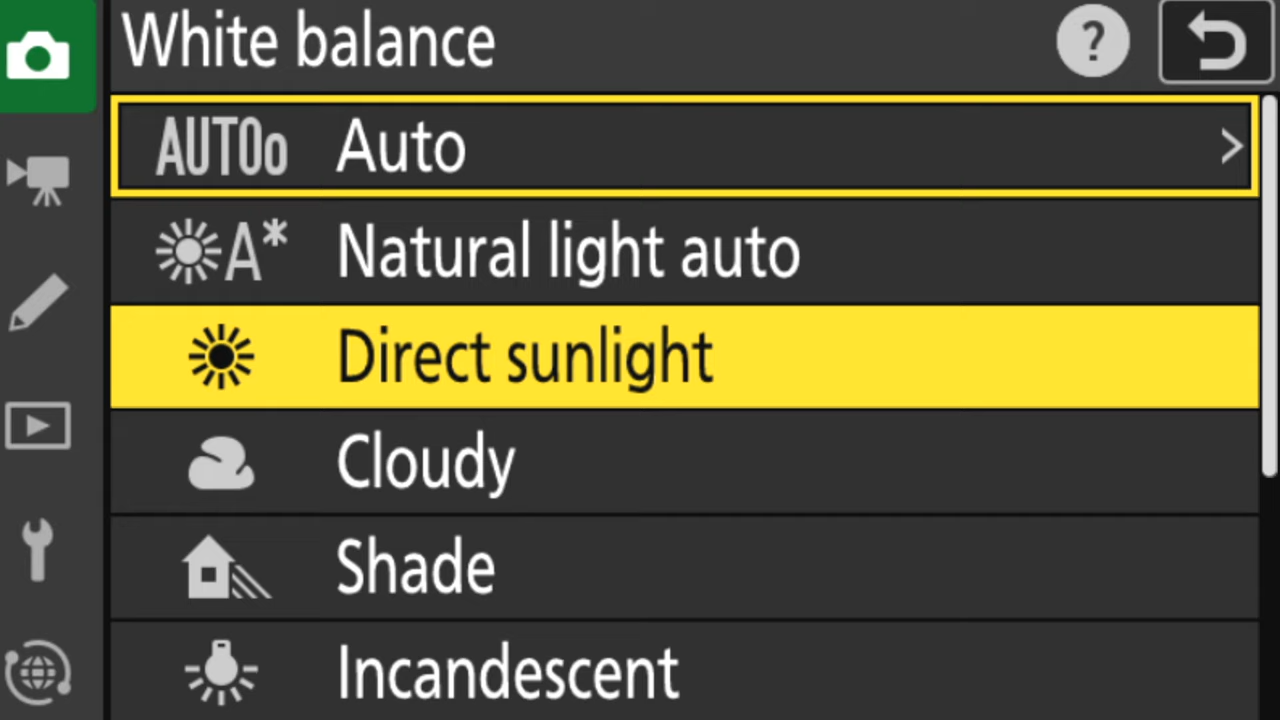 White balance
?
AUTO0 Auto
A* Natural light auto
Direct sunlight
Cloudy
Shade
Incandescent